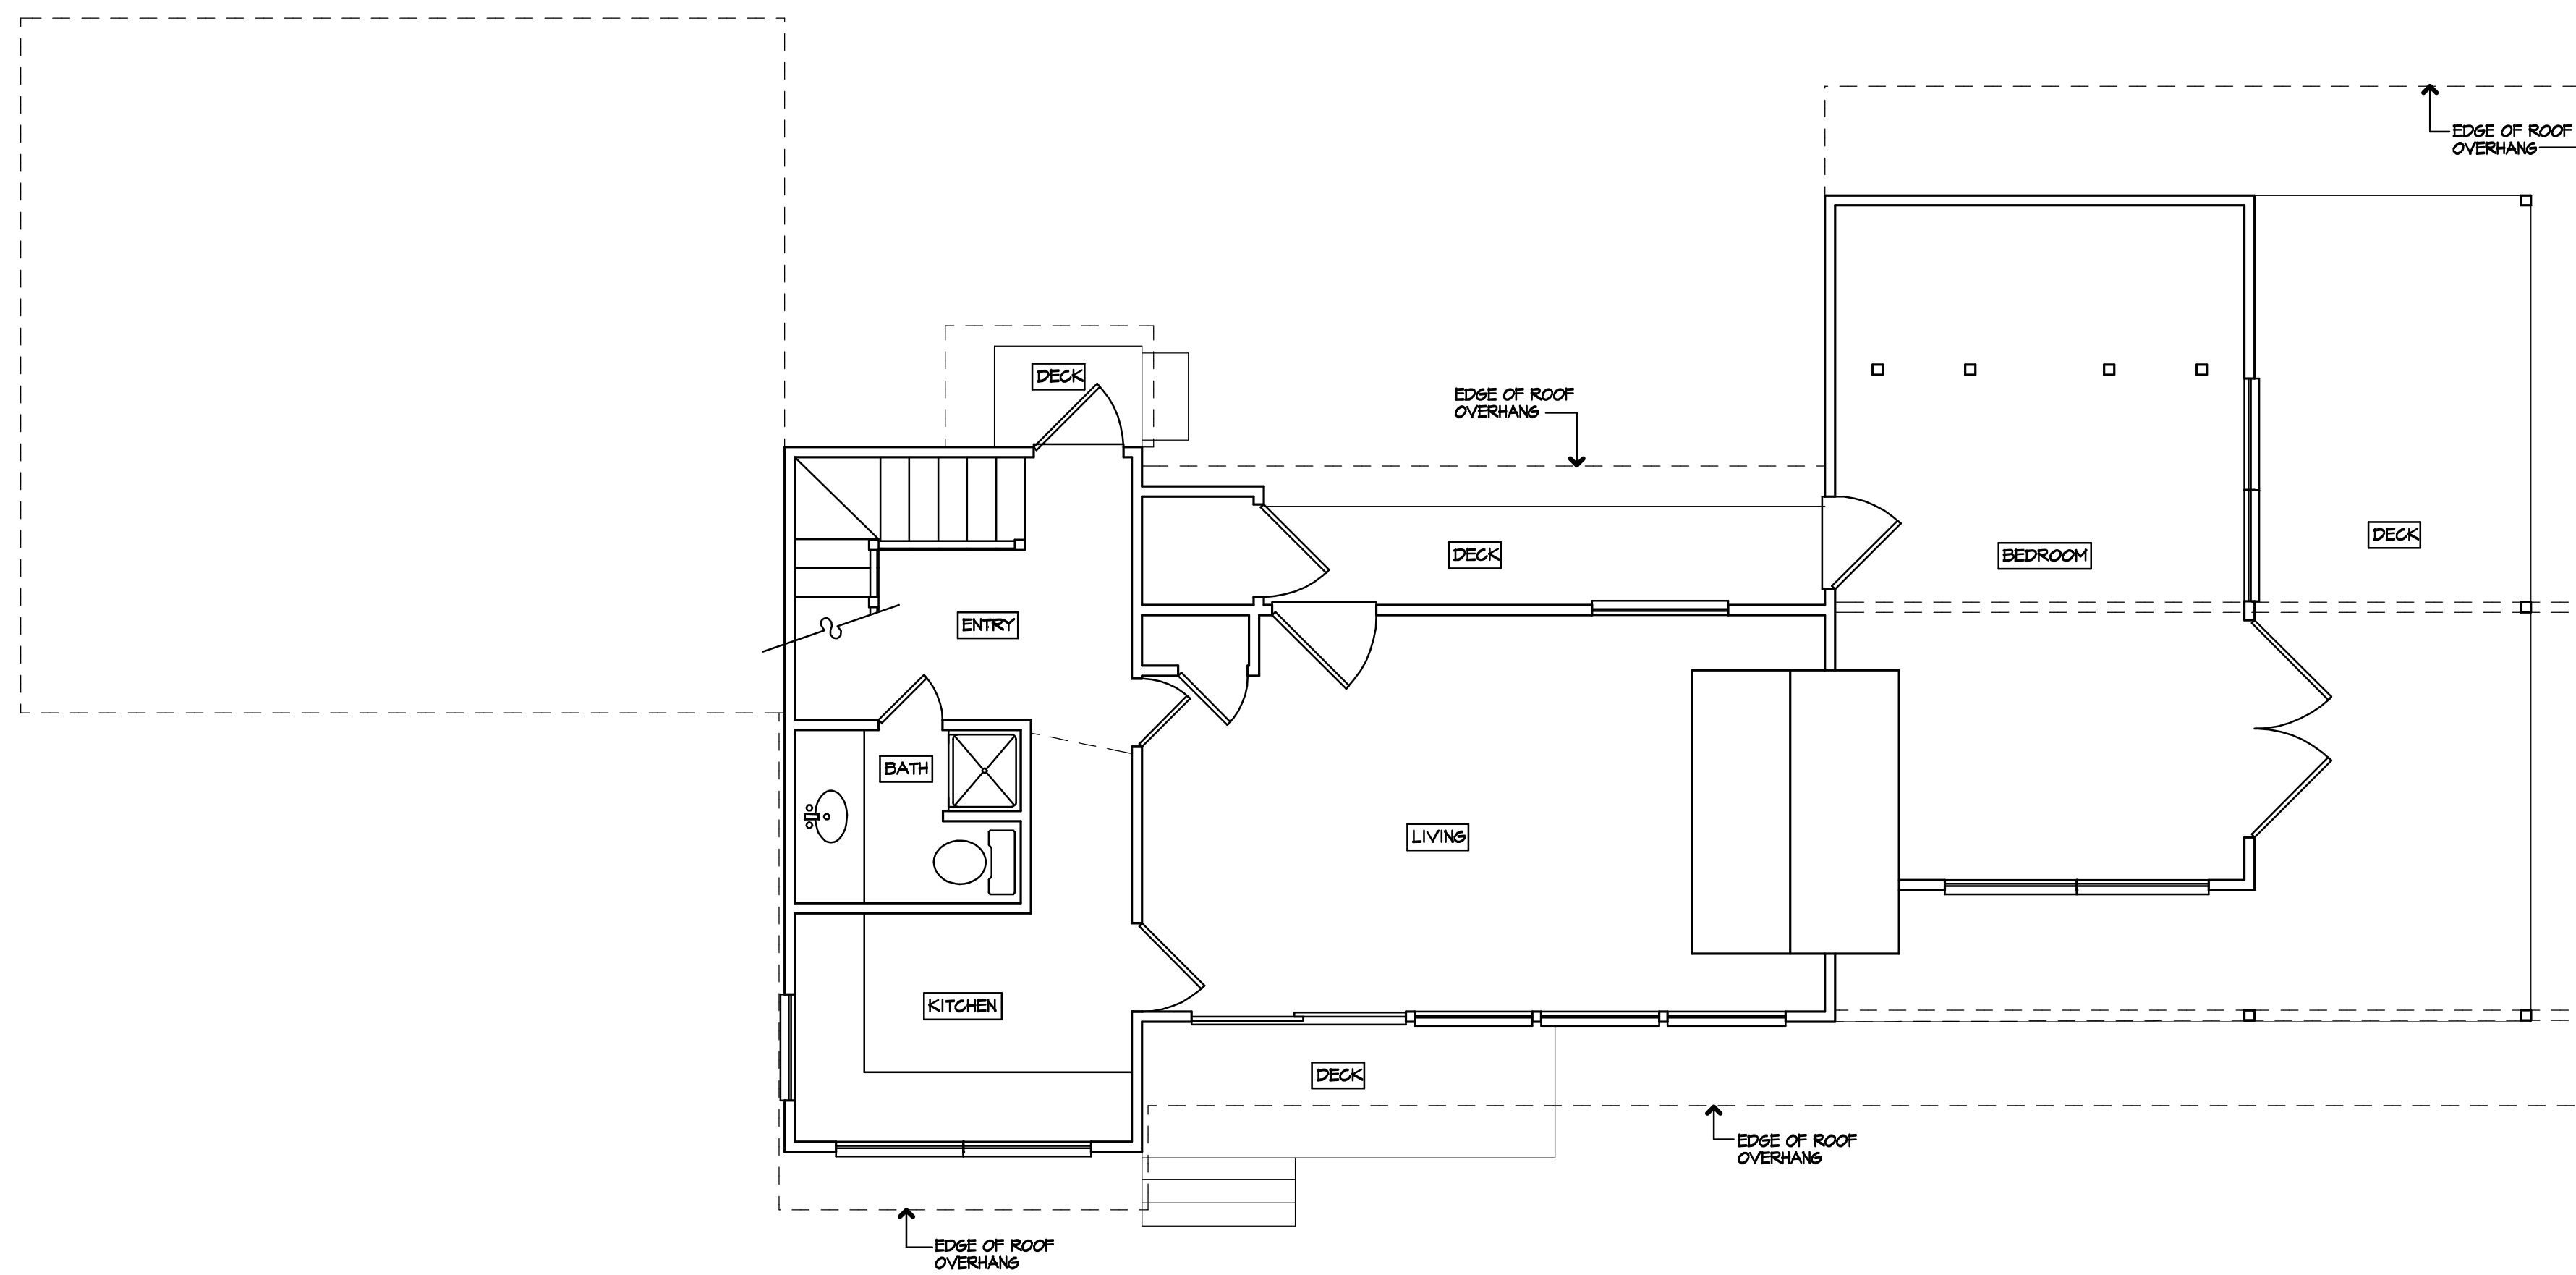 EDGE OF ROOF
OVERHANG
DECK
EDGE OF ROOF
OVERHANG
DECK
DECK
BEDROOM
DECK
ENTRY
BATH
LIVING
KITCHEN
DECK
EDGE OF ROOF
OVERHANG
EDGE OF ROOF
OVERHANG